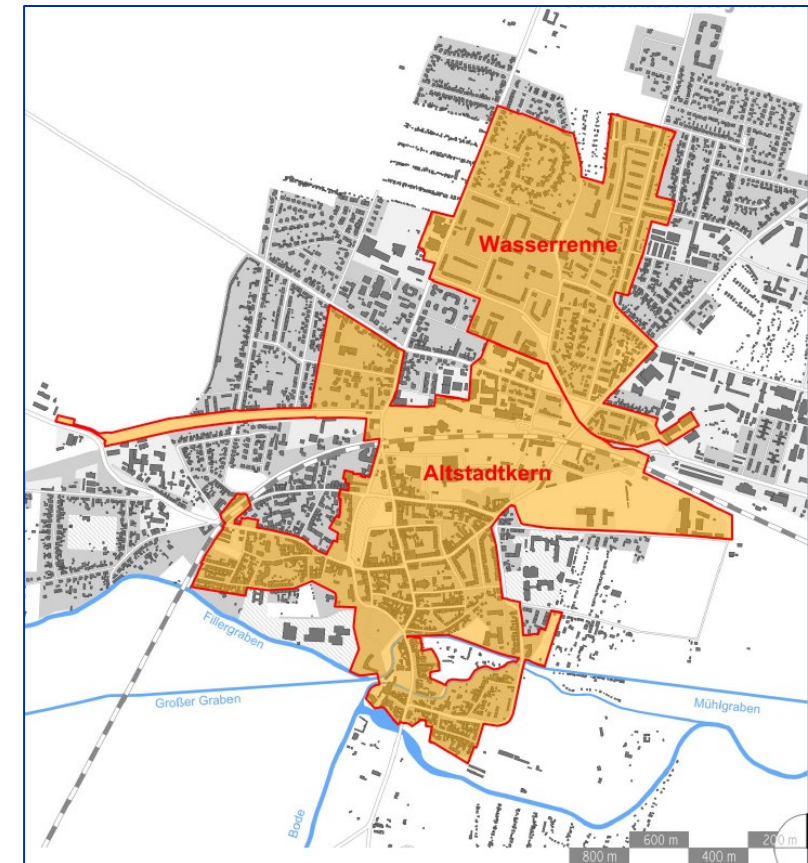 Wasserrenne
Altstadtkern
Fillergraben
Großer Graben
Mühlgraben
Bode
600 m
200 m
800 m
400 m